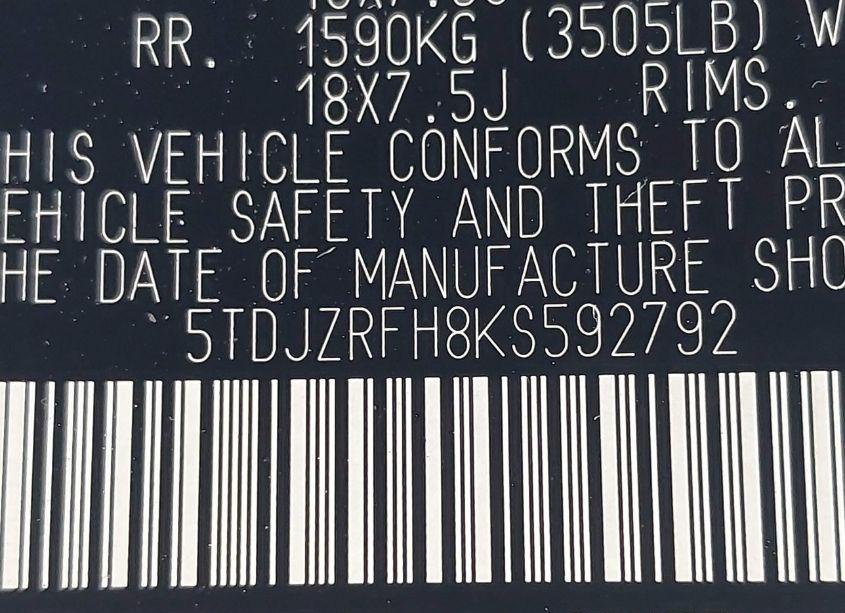 RR. 1590KG (3505LB) W
18X7.5J RIMS.
HIS VEHICLE CONFORMS TO AL
EHICLE SAFETY AND THEFT PR
HE DATE OF MANUFACTURE SHO
5TDJZRFH8KS592792